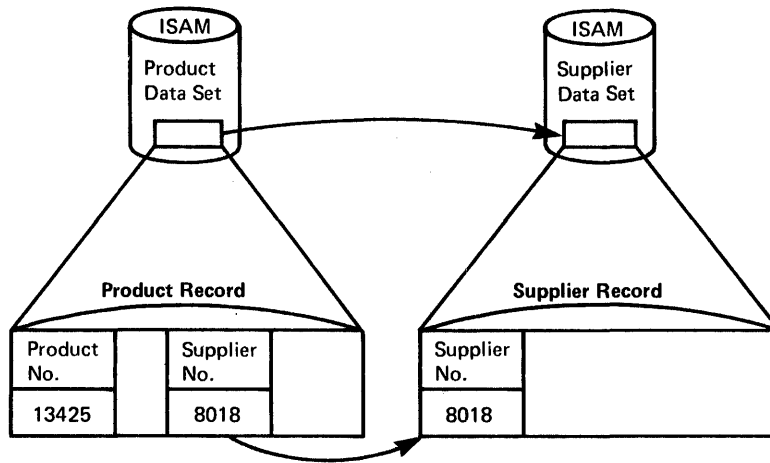 ISAM
Product
Data Set
ISAM
Supplier
Data Set
Product Record
Product
No.
Supplier
No.
13425
8018
Supplier Record
Supplier
No.
8018